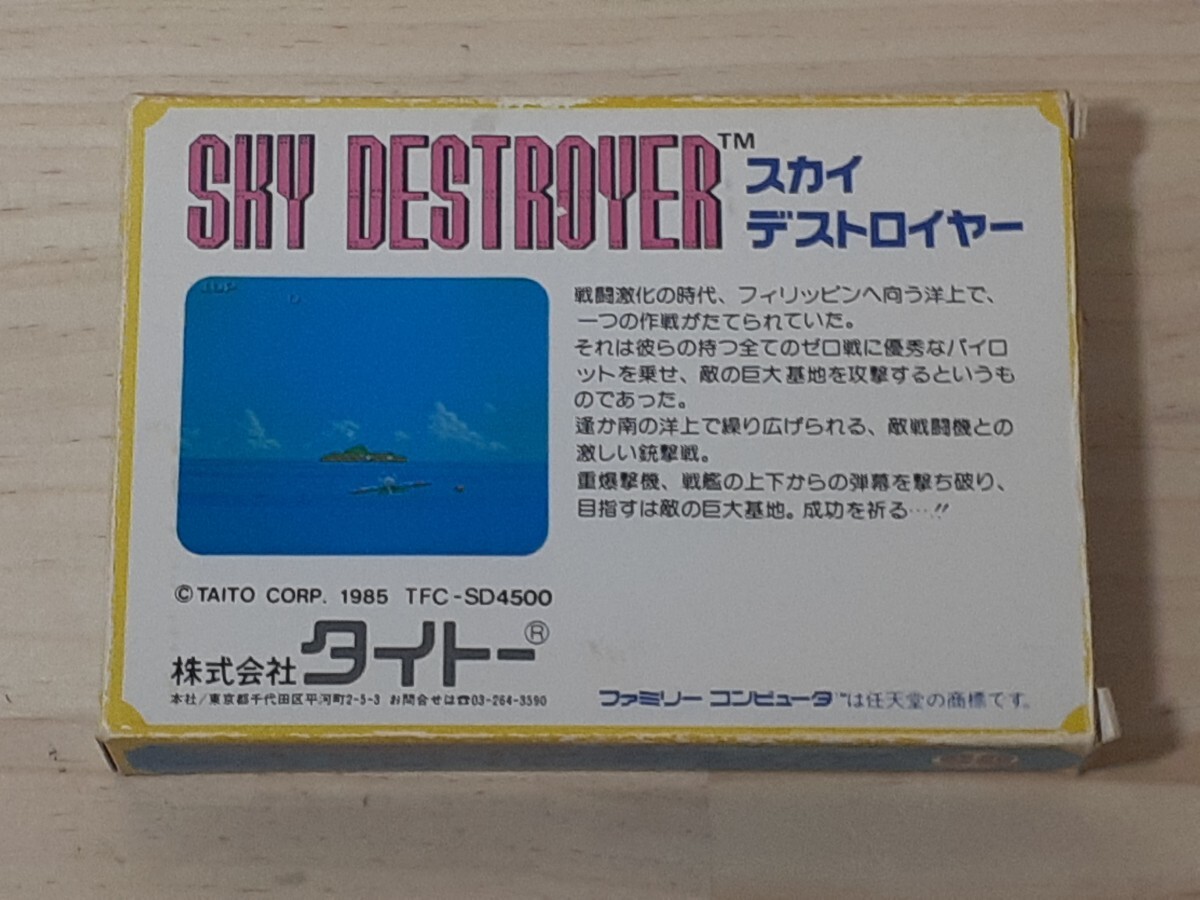 SKY DESTROYER™
スカイ
デストロイヤー
戦闘激化の時代、フィリッピンへ向う洋上で、
一つの作戦がたてられていた。
それは彼らの持つ全てのゼロ戦に優秀なパイロ
ットを乗せ、敵の巨大基地を攻撃するというも
のであった。
逢か南の洋上で繰り広げられる、敵戦闘機との
激しい銃撃戦。
重爆撃機、戦艦の上下からの弾幕を撃ち破り、
目指すは敵の巨大基地。成功を祈る…!!
©TAITO CORP. 1985 TFC-SD4500
株式会社タイトー®
本社/東京都千代田区平河町2-5-3 お問合せは☎03-264-3590
ファミリー コンピュータ™は任天堂の商標です。